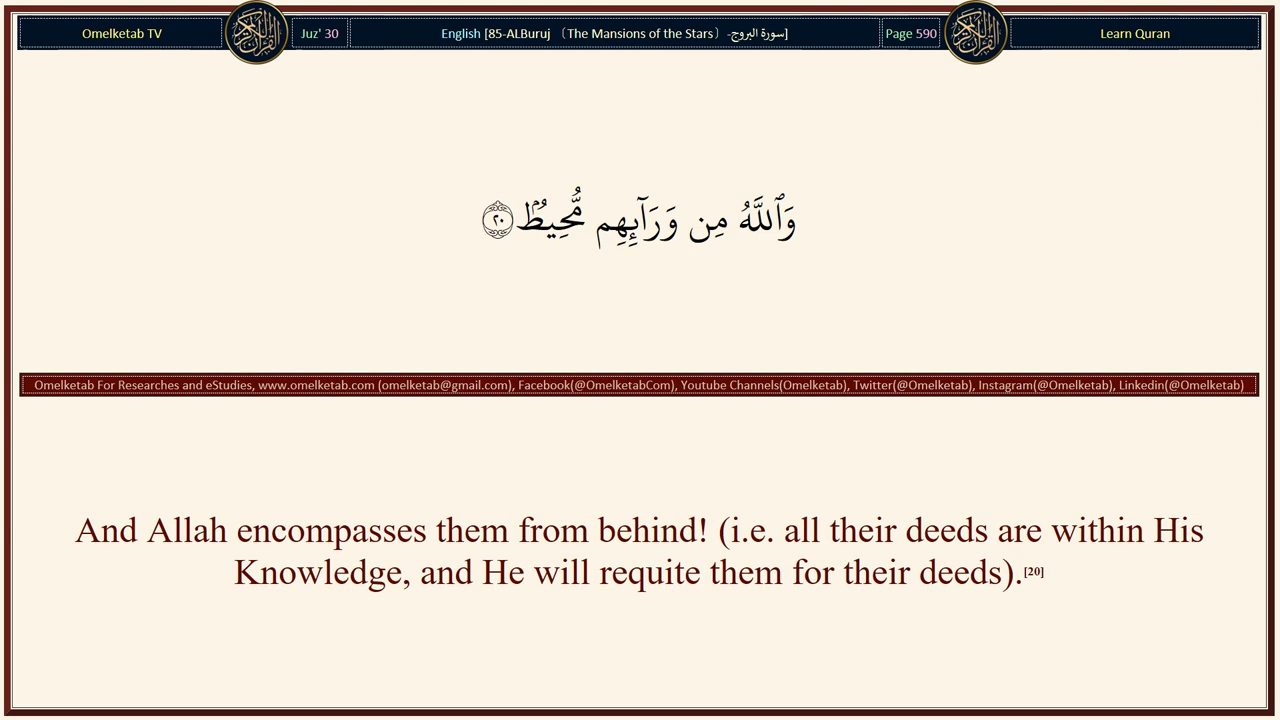 Omelketab TV
Juz' 30
English [85-ALBuruj （The Mansions of the Stars） -سورة البروج]
Page 590
Learn Quran
وَٱللَّهُ مِن وَرَآئِهِم مُّحِيطُۢ ٢٠
Omelketab For Researches and eStudies, www.omelketab.com (omelketab@gmail.com), Facebook(@OmelketabCom), Youtube Channels(Omelketab), Twitter(@Omelketab), Instagram(@Omelketab), Linkedin(@Omelketab)
And Allah encompasses them from behind! (i.e. all their deeds are within His
Knowledge, and He will requite them for their deeds).[20]